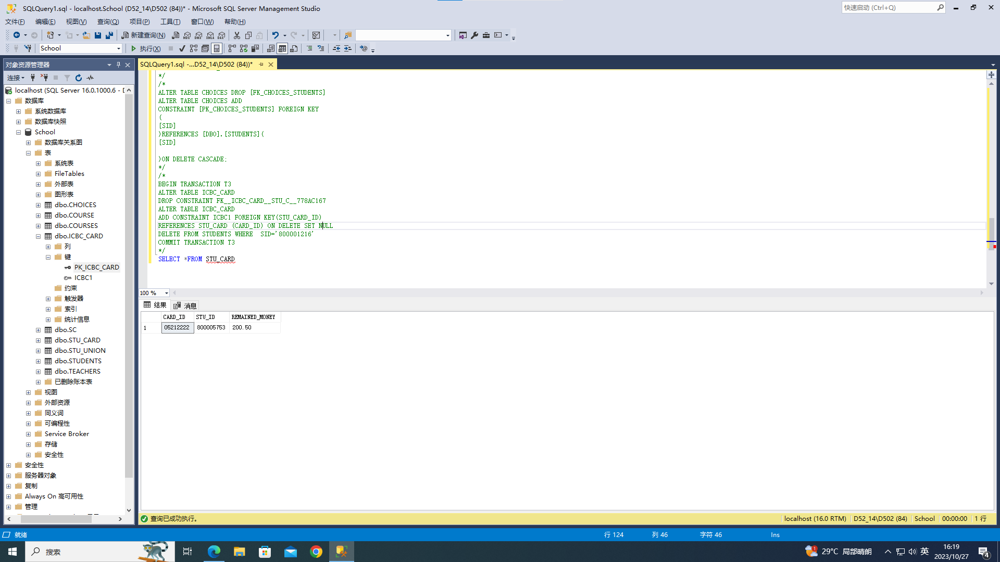 SQLQuery1.sql - localhost.School (D52_14\D502 (84))* - Microsoft SQL Server Management Studio
快速启动 (Ctrl+Q)
文件(F) 编辑(E) 视图(V) 查询(Q) 项目(P) 工具(T) 窗口(W) 帮助(H)
新建查询(N) MDX DMX XMLA DAX
School 执行(X)
对象资源管理器
SQLQuery1.sql -...D52_14\D502 (84))*
连接
localhost (SQL Server 16.0.1000.6 - D
数据库
系统数据库
数据库快照
School
数据库关系图
表
系统表
FileTables
外部表
图形表
dbo.CHOICES
dbo.COURSE
dbo.COURSES
dbo.ICBC_CARD
列
键
PK_ICBC_CARD
ICBC1
约束
触发器
索引
统计信息
dbo.SC
dbo.STU_CARD
dbo.STU_UNION
dbo.STUDENTS
dbo.TEACHERS
已删除账本表
视图
外部资源
同义词
可编程性
Service Broker
存储
安全性
安全性
服务器对象
复制
Always On 高可用性
管理
*/
/*
ALTER TABLE CHOICES DROP [FK_CHOICES_STUDENTS]
ALTER TABLE CHOICES ADD
CONSTRAINT [PK_CHOICES_STUDENTS] FOREIGN KEY
(
[SID]
)REFERENCES [DBO].[STUDENTS](
[SID]
)ON DELETE CASCADE;
*/
/*
BEGIN TRANSACTION T3
ALTER TABLE ICBC_CARD
DROP CONSTRAINT FK__ICBC_CARD__STU_C__778AC167
ALTER TABLE ICBC_CARD
ADD CONSTRAINT ICBC1 FOREIGN KEY(STU_CARD_ID)
REFERENCES STU_CARD (CARD_ID) ON DELETE SET NULL
DELETE FROM STUDENTS WHERE  SID='800001216'
COMMIT TRANSACTION T3
*/
SELECT *FROM STU_CARD
100 %
结果 消息
CARD_ID STU_ID REMAINED_MONEY
1 05212222 800005753 200.50
查询已成功执行。 localhost (16.0 RTM) D52_14\D502 (84) School 00:00:00 1 行
就绪 行 124 列 46 字符 46 Ins
搜索 1 29°C 局部晴朗 英 16:19
2023/10/27 4